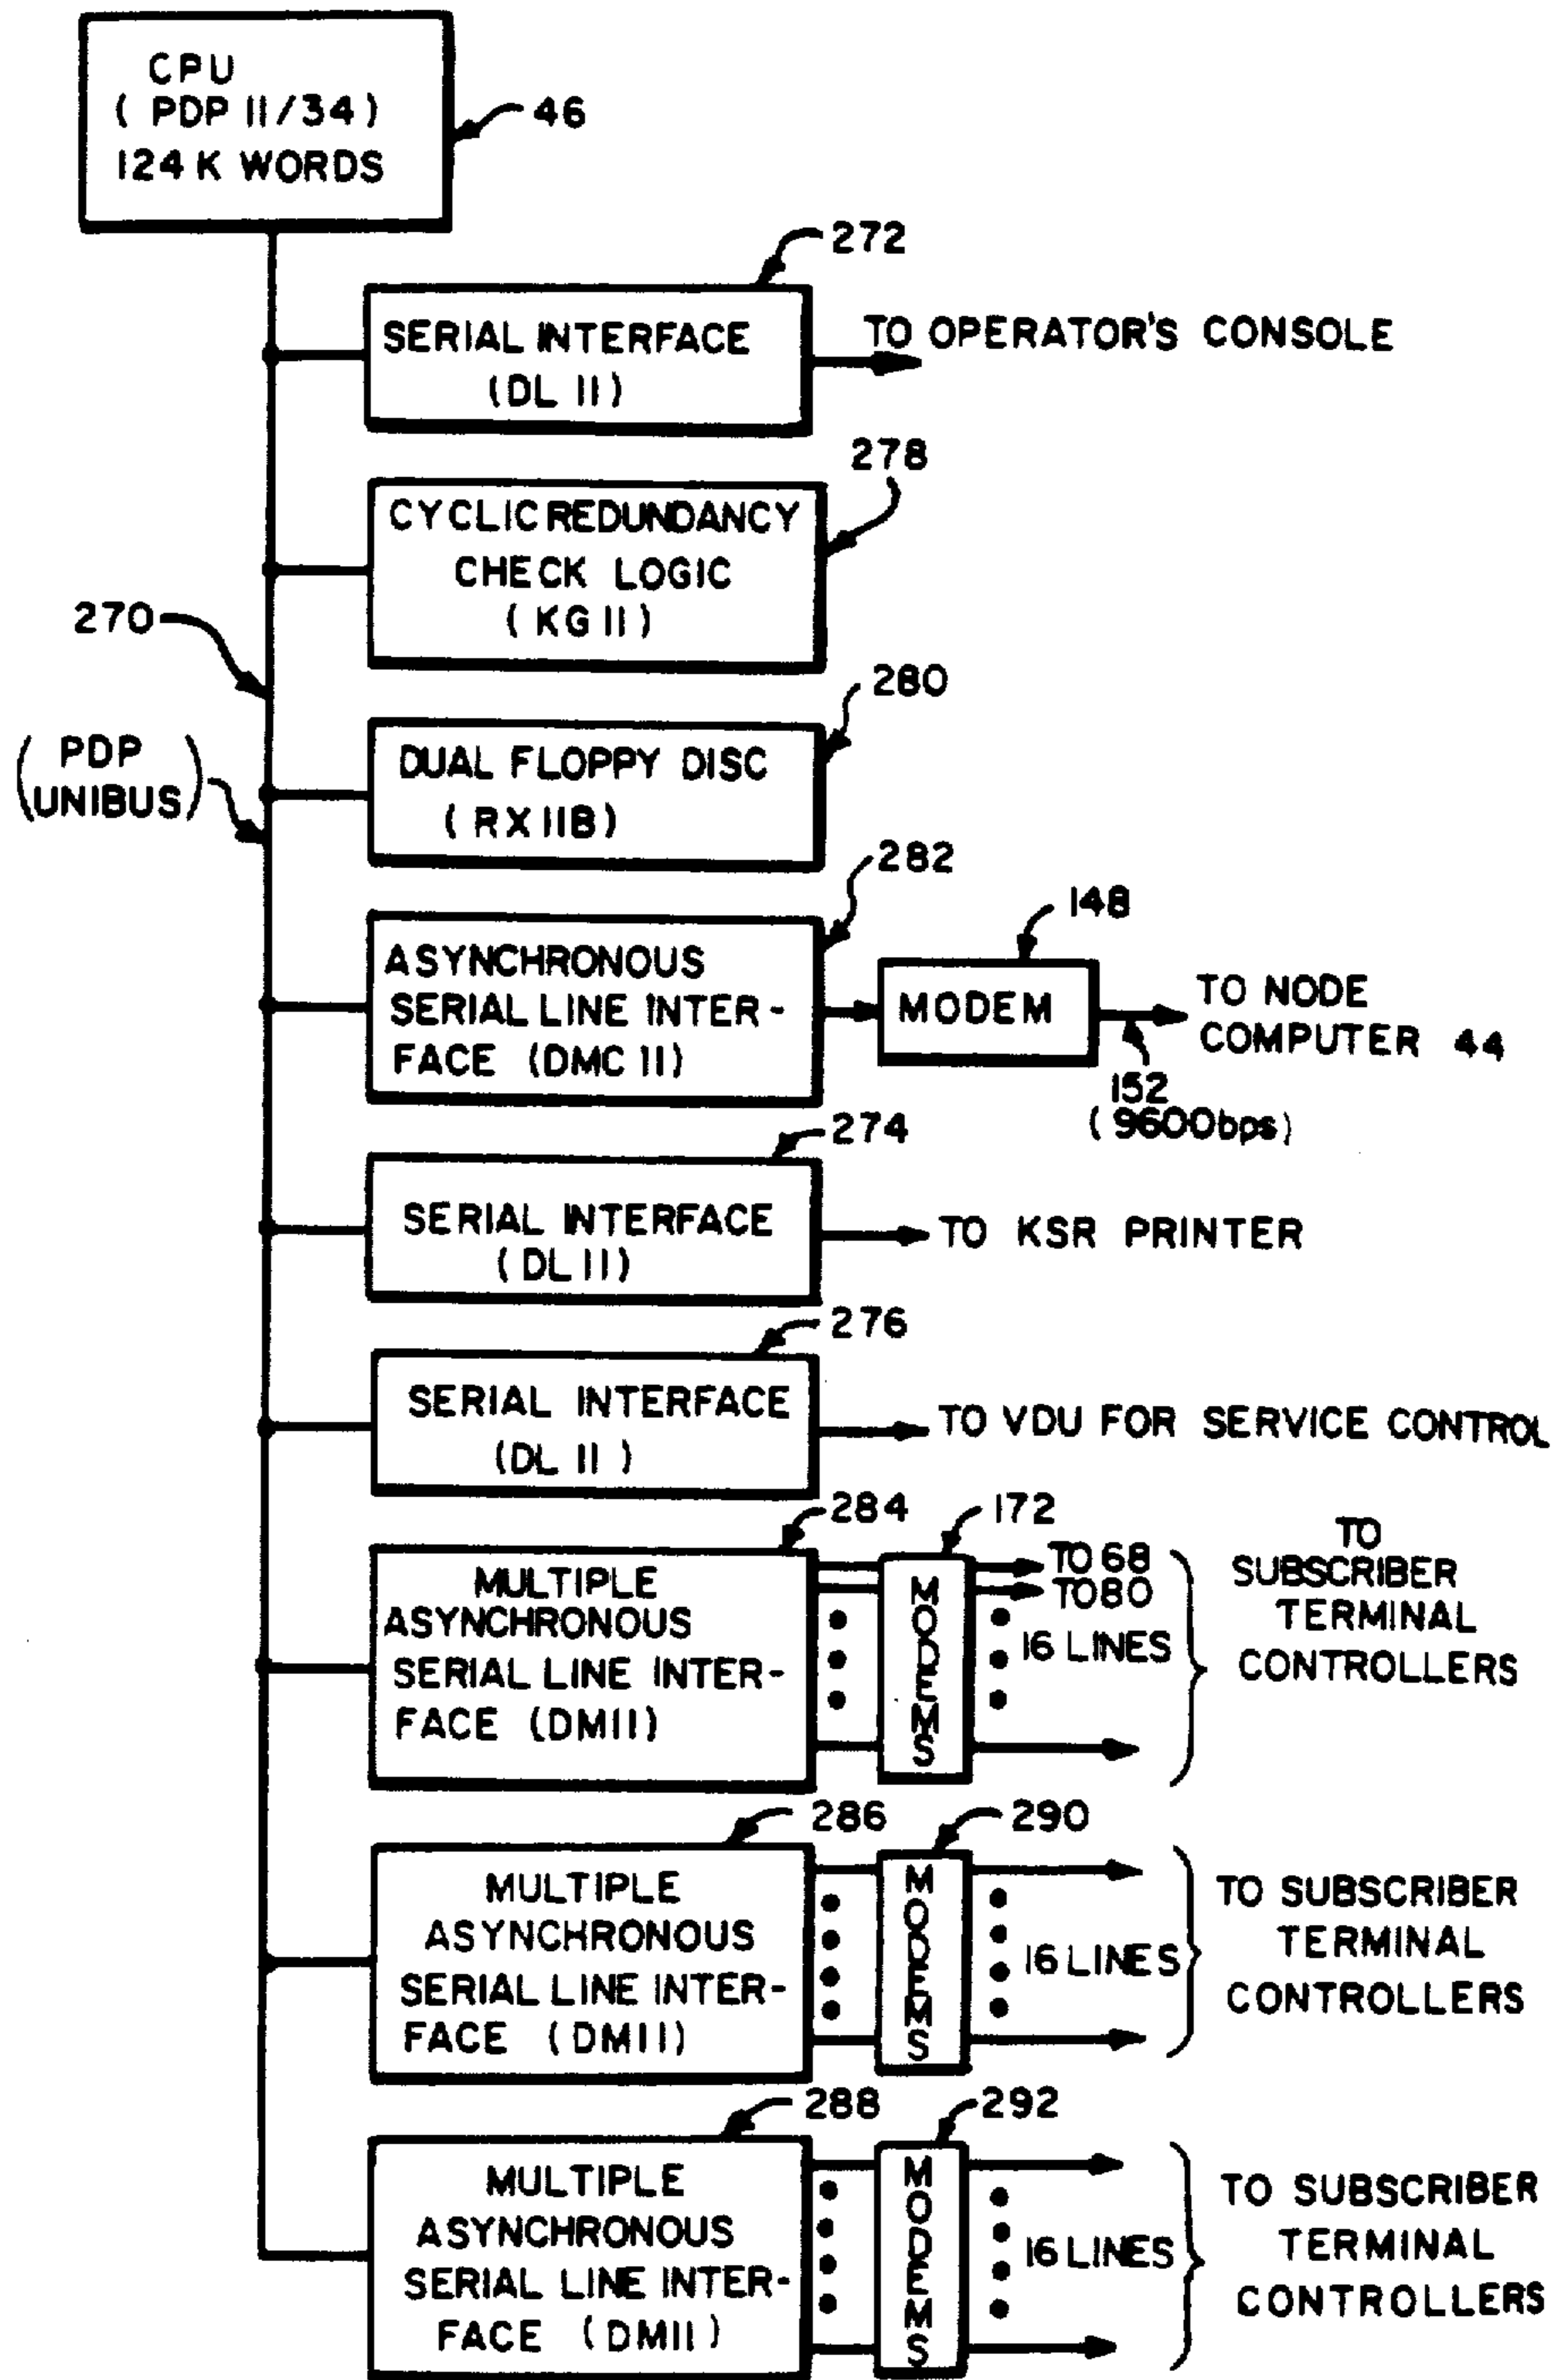 CPU
( PDP 11/34)
124 K WORDS
46
272
SERIAL INTERFACE
(DL 11)
TO OPERATOR'S CONSOLE
278
CYCLIC REDUNDANCY
CHECK LOGIC
( KG 11)
270
280
(PDP
UNIBUS)
DUAL FLOPPY DISC
( RX11B)
282
148
ASYNCHRONOUS
SERIAL LINE INTER-
FACE (DMC 11)
MODEM
TO NODE
COMPUTER 44
152
(9600bps)
274
SERIAL INTERFACE
( DL 11)
TO KSR PRINTER
276
SERIAL INTERFACE
(DL 11 )
TO VDU FOR SERVICE CONTROL
284
172
MULTIPLE
ASYNCHRONOUS
SERIAL LINE INTER-
FACE (DM11)
MODEMS
TO 68
TO 80
16 LINES
TO
SUBSCRIBER
TERMINAL
CONTROLLERS
286
290
MULTIPLE
ASYNCHRONOUS
SERIAL LINE INTER-
FACE (DM11)
MODEMS
16 LINES
TO SUBSCRIBER
TERMINAL
CONTROLLERS
288
292
MULTIPLE
ASYNCHRONOUS
SERIAL LINE INTER-
FACE (DM11)
MODEMS
16 LINES
TO SUBSCRIBER
TERMINAL
CONTROLLERS